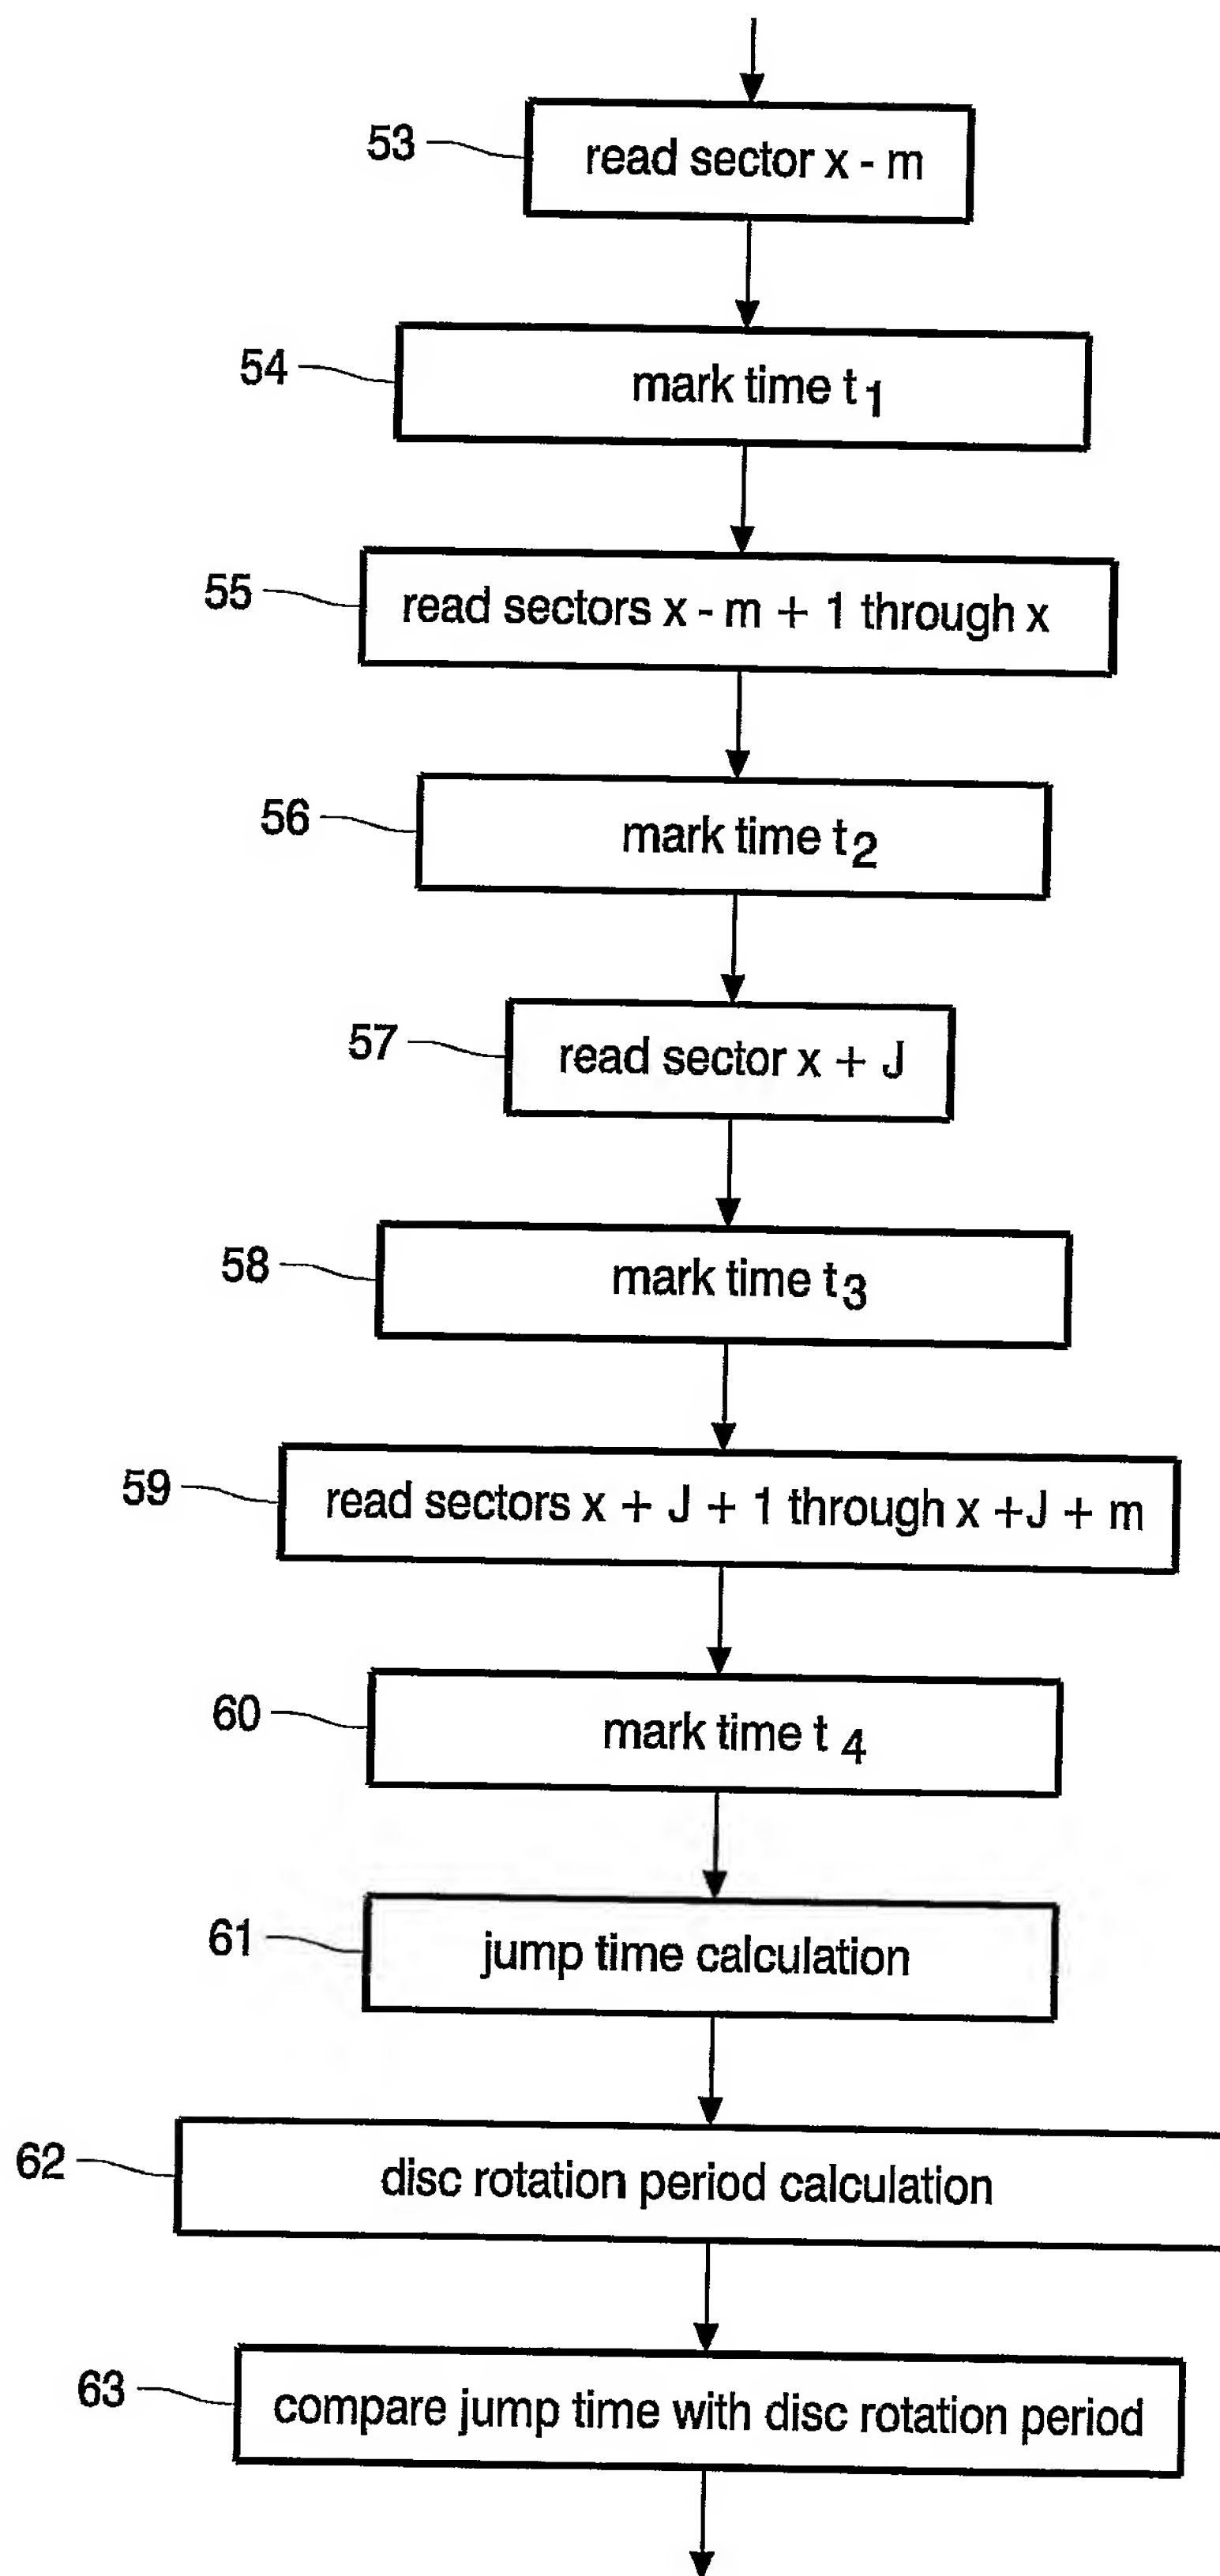 53 read sector x - m
54 mark time t1
55 read sectors x - m + 1 through x
56 mark time t2
57 read sector x + J
58 mark time t3
59 read sectors x + J + 1 through x +J + m
60 mark time t 4
61 jump time calculation
62 disc rotation period calculation
63 compare jump time with disc rotation period